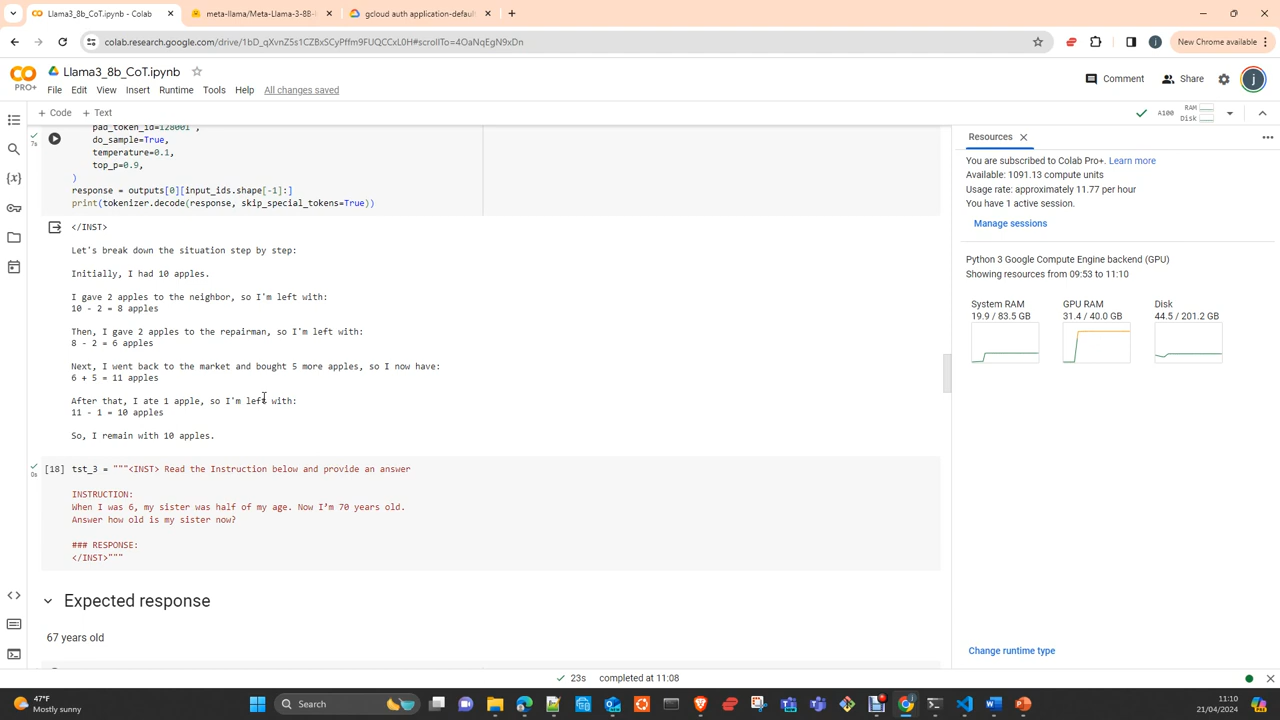 Llama3_8b_CoT.ipynb - Colab
meta-llama/Meta-Llama-3-8B-I
gcloud auth application-default
colab.research.google.com/drive/1bD_qXvnZ5s1CZBxSCyPffm9FUQCCxL0H#scrollTo=4OaNqEgN9xDn
New Chrome available
CO
PRO+
Llama3_8b_CoT.ipynb
File Edit View Insert Runtime Tools Help All changes saved
Comment
Share
j
+ Code + Text
A100
RAM
Disk
pad_token_id=128001 ,
do_sample=True,
temperature=0.1,
top_p=0.9,
)
response = outputs[0][input_ids.shape[-1]:]
print(tokenizer.decode(response, skip_special_tokens=True))
7s
</INST>
Let's break down the situation step by step:
Initially, I had 10 apples.
I gave 2 apples to the neighbor, so I'm left with:
10 - 2 = 8 apples
Then, I gave 2 apples to the repairman, so I'm left with:
8 - 2 = 6 apples
Next, I went back to the market and bought 5 more apples, so I now have:
6 + 5 = 11 apples
After that, I ate 1 apple, so I'm left with:
11 - 1 = 10 apples
So, I remain with 10 apples.
[18] tst_3 = """<INST> Read the Instruction below and provide an answer
0s
INSTRUCTION:
When I was 6, my sister was half of my age. Now I’m 70 years old.
Answer how old is my sister now?
### RESPONSE:
</INST>"""
Expected response
67 years old
Resources
You are subscribed to Colab Pro+. Learn more
Available: 1091.13 compute units
Usage rate: approximately 11.77 per hour
You have 1 active session.
Manage sessions
Python 3 Google Compute Engine backend (GPU)
Showing resources from 09:53 to 11:10
System RAM
19.9 / 83.5 GB
GPU RAM
31.4 / 40.0 GB
Disk
44.5 / 201.2 GB
Change runtime type
23s completed at 11:08
47°F
Mostly sunny
Search
11:10
21/04/2024